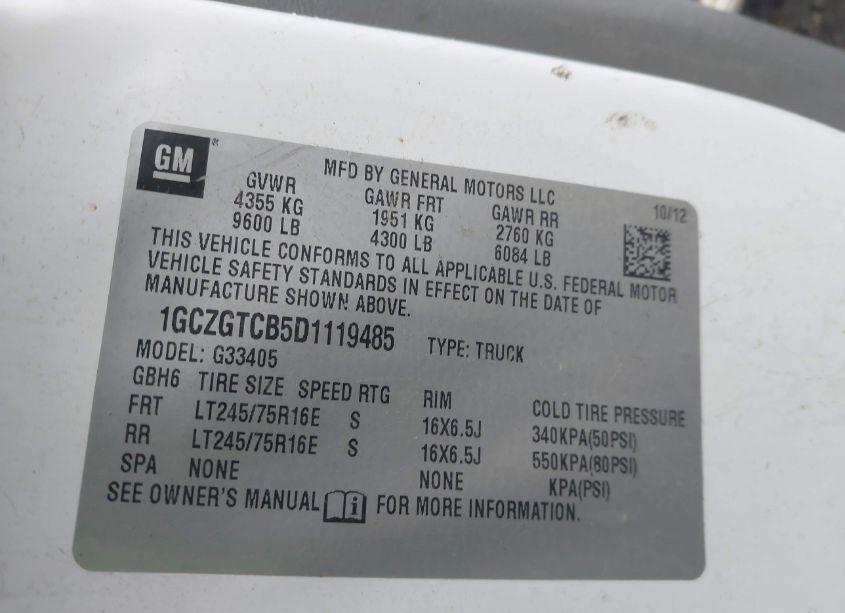 GM®
MFD BY GENERAL MOTORS LLC
10/12
GVWR GAWR FRT GAWR RR
4355 KG 1951 KG 2760 KG
9600 LB 4300 LB 6084 LB
THIS VEHICLE CONFORMS TO ALL APPLICABLE U.S. FEDERAL MOTOR
VEHICLE SAFETY STANDARDS IN EFFECT ON THE DATE OF
MANUFACTURE SHOWN ABOVE.
1GCZGTCB5D1119485 TYPE: TRUCK
MODEL: G33405
GBH6 TIRE SIZE SPEED RTG RIM COLD TIRE PRESSURE
FRT LT245/75R16E S 16X6.5J 340KPA(50PSI)
RR LT245/75R16E S 16X6.5J 550KPA(80PSI)
SPA NONE NONE KPA(PSI)
SEE OWNER'S MANUAL i FOR MORE INFORMATION.